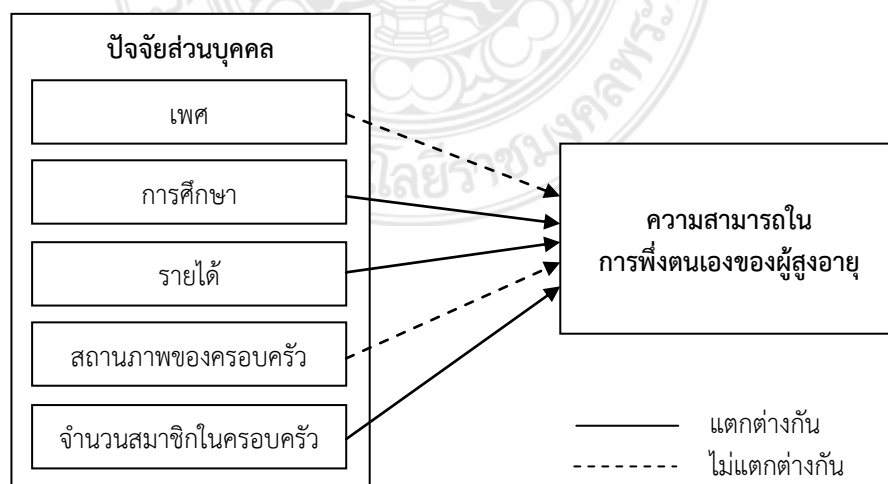 ปัจจัยส่วนบุคคล
เพศ
การศึกษา
รายได้
สถานภาพของครอบครัว
จำนวนสมาชิกในครอบครัว
ความสามารถใน
การพึ่งตนเองของผู้สูงอายุ
แตกต่างกัน
ไม่แตกต่างกัน